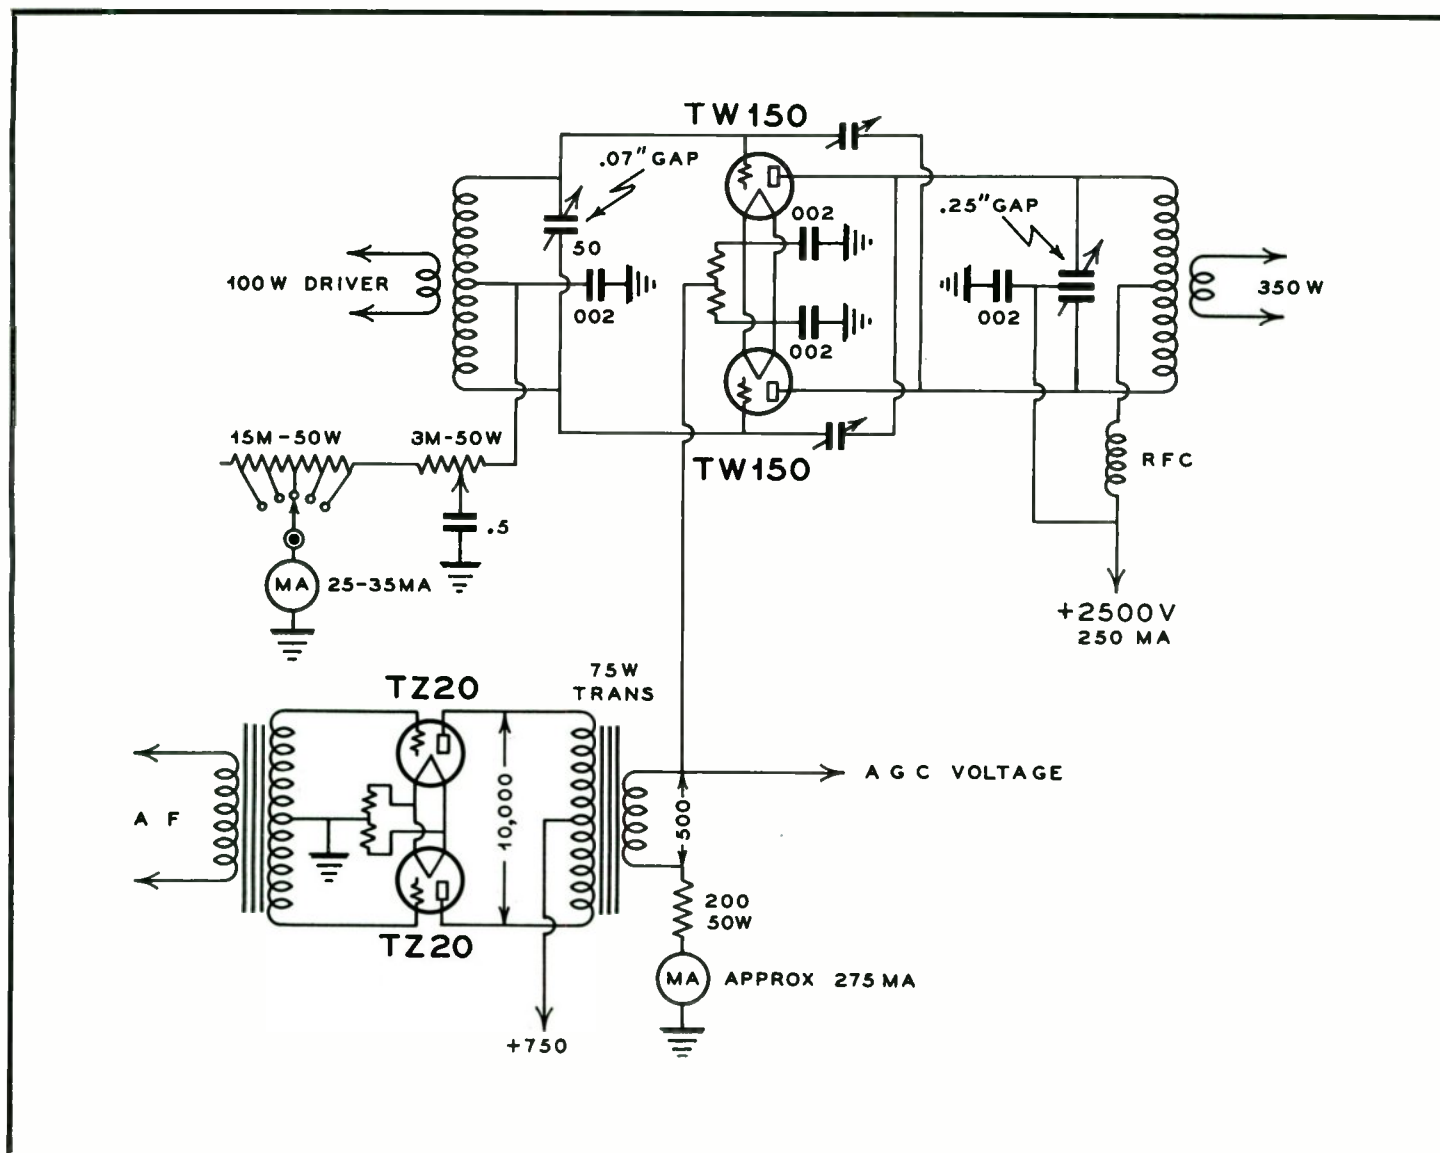 TW150
.07" GAP
002
.25" GAP
50
100W DRIVER
350W
002
002
002
15M-50W
3M-50W
TW150
RFC
.5
MA
25-35MA
+2500V
250 MA
75W
TRANS
TZ20
AGC VOLTAGE
10,000
500
A F
200
50W
TZ20
MA
APPROX 275MA
+750